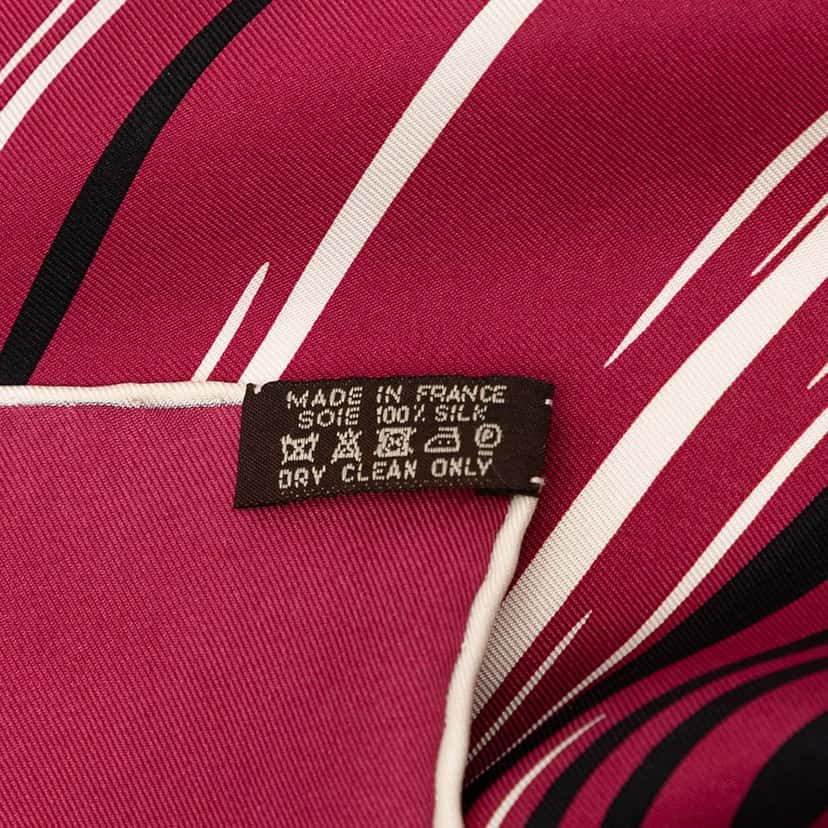 MADE IN FRANCE
SOIE 100% SILK
P
DRY CLEAN ONLY